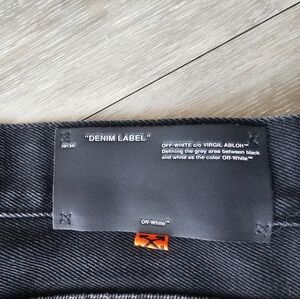 "DENIM LABEL"
OFF-WHITE c/o VIRGIL ABLOH™
Defining the grey area between black
and white as the color Off-White™
Off-White™